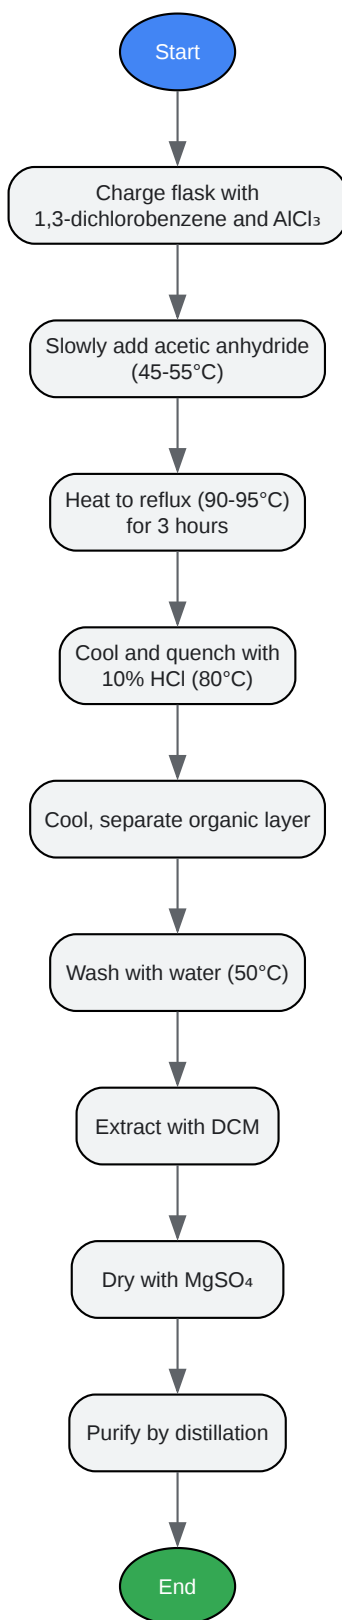 Start
Charge flask with
1,3-dichlorobenzene and AlCl₃
Slowly add acetic anhydride
(45-55°C)
Heat to reflux (90-95°C)
for 3 hours
Cool and quench with
10% HCl (80°C)
Cool, separate organic layer
Wash with water (50°C)
Extract with DCM
Dry with MgSO₄
Purify by distillation
End